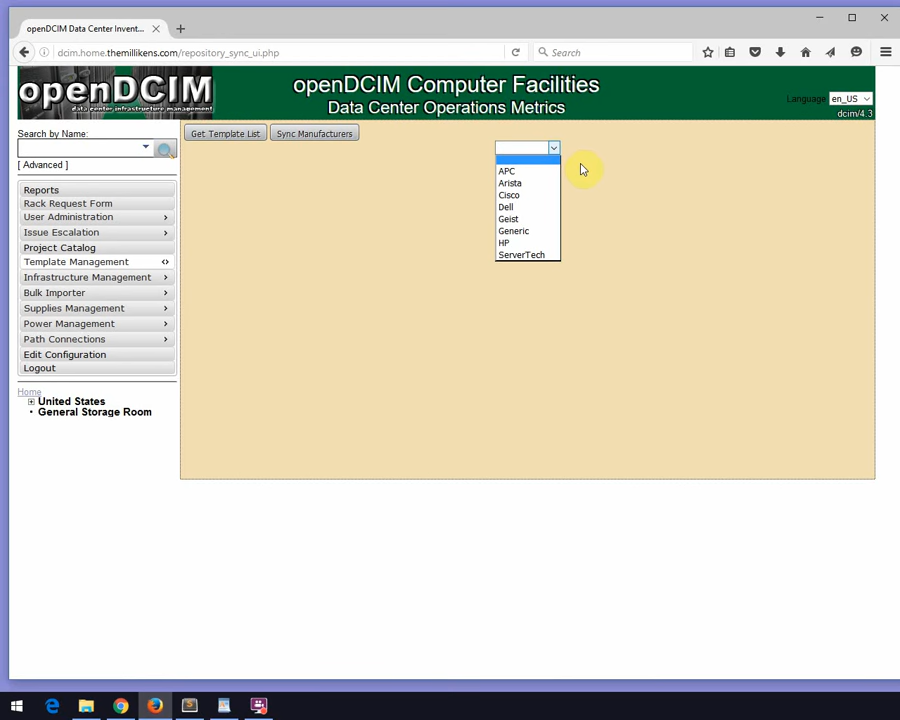 openDCIM Data Center Invent...
dcim.home.themillikens.com/repository_sync_ui.php
Search
openDCIM
data center infrastructure management
openDCIM Computer Facilities
Data Center Operations Metrics
Language en_US
dcim/4.3
Search by Name:
[ Advanced ]
Reports
Rack Request Form
User Administration
Issue Escalation
Project Catalog
Template Management
Infrastructure Management
Bulk Importer
Supplies Management
Power Management
Path Connections
Edit Configuration
Logout
Home
United States
General Storage Room
Get Template List
Sync Manufacturers
APC
Arista
Cisco
Dell
Geist
Generic
HP
ServerTech